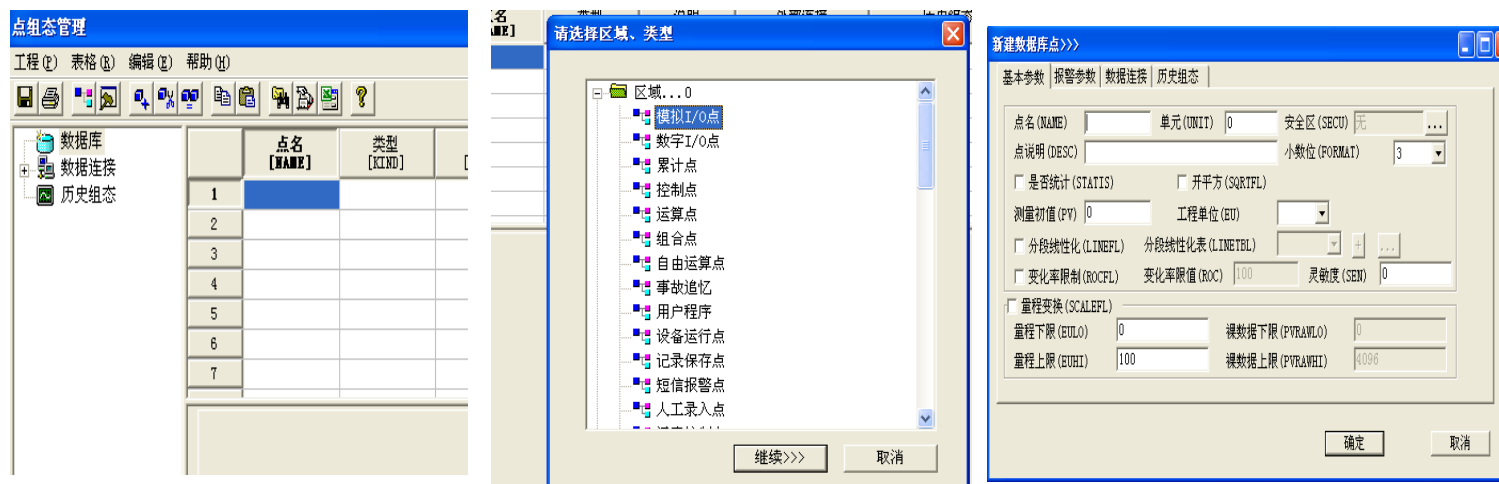 点组态管理
工程(P) 表格(R) 编辑(E) 帮助(H)
数据库
数据连接
历史组态
点名
[NAME]
类型
[KIND]
1
2
3
4
5
6
7
请选择区域、类型
区域...0
模拟I/O点
数字I/O点
累计点
控制点
运算点
组合点
自由运算点
事故追忆
用户程序
设备运行点
记录保存点
短信报警点
人工录入点
继续>>> 取消
新建数据库点>>>
基本参数 报警参数 数据连接 历史组态
点名(NAME) 单元(UNIT) 0 安全区(SECU) 无 ...
点说明(DESC) 小数位(FORMAT) 3
是否统计(STATIS) 开平方(SQRTFL)
测量初值(PV) 0 工程单位(EU)
分段线性化(LINEFL) 分段线性化表(LINETBL) + ...
变化率限制(ROCFL) 变化率限值(ROC) 100 灵敏度(SEN) 0
量程变换(SCALEFL)
量程下限(EULO) 0 裸数据下限(PVRAWLO) 0
量程上限(EUHI) 100 裸数据上限(PVRAWHI) 4096
确定 取消